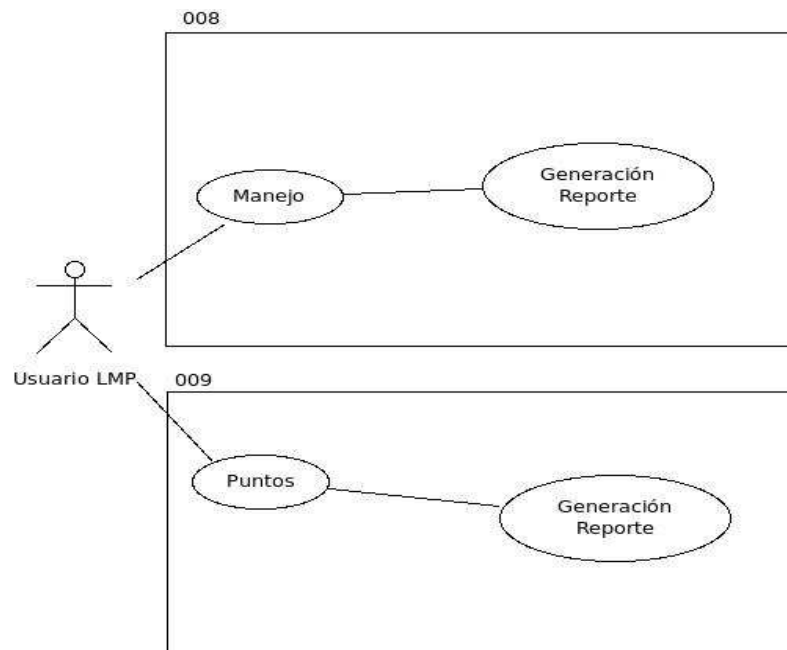 008
Manejo
Generación
Reporte
Usuario LMP
009
Puntos
Generación
Reporte